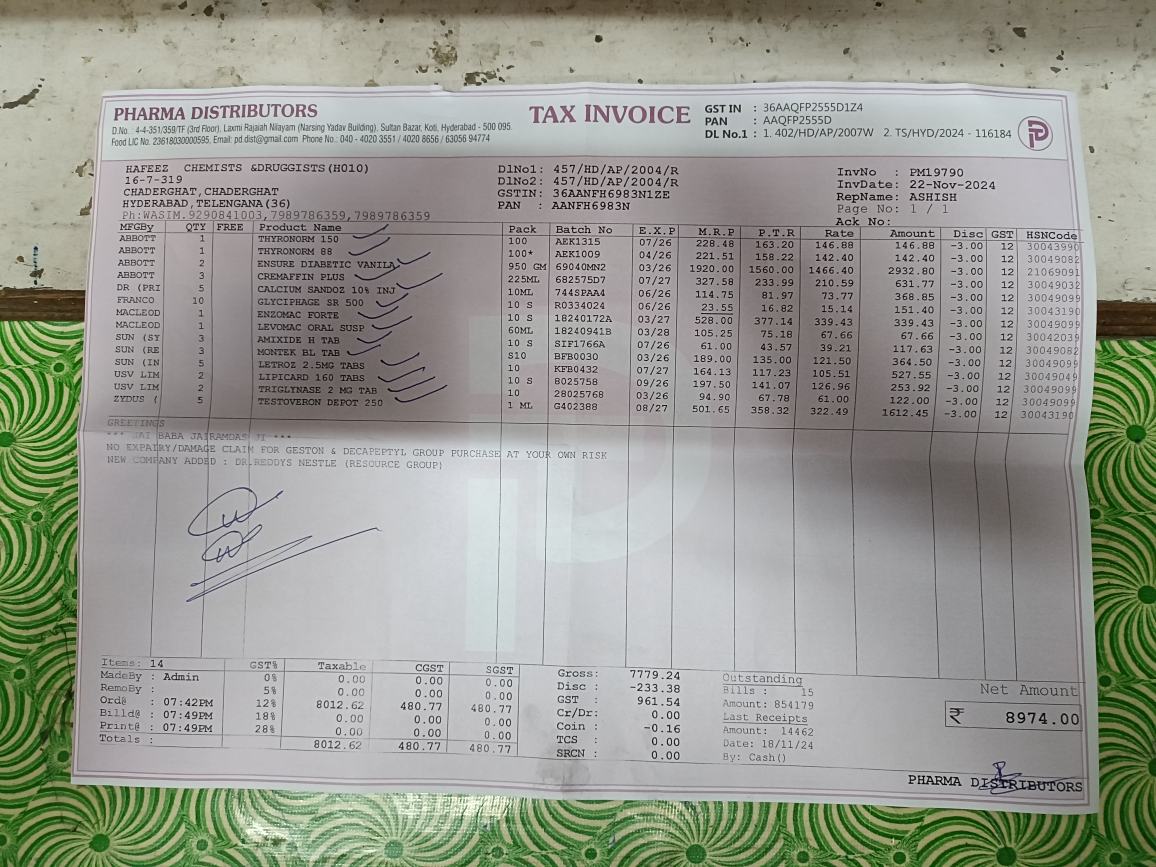 PHARMA DISTRIBUTORS
D.No. : 4-4-351/359/TF (3rd Floor), Laxmi Rajaiah Nilayam (Narsing Yadav Building), Sultan Bazar, Koti, Hyderabad - 500 095.
Food LIC No. 23618030000595, Email: pd.dist@gmail.com Phone No.: 040 - 4020 3551 / 4020 8656 / 63056 94774
TAX INVOICE
GST IN : 36AAQFP2555D1Z4
PAN : AAQFP2555D
DL No.1 : 1. 402/HD/AP/2007W 2. TS/HYD/2024 - 116184
HAFEEZ CHEMISTS &DRUGGISTS(H010)
16-7-319
CHADERGHAT,CHADERGHAT
HYDERABAD,TELENGANA(36)
Ph:WASIM.9290841003,7989786359,7989786359
DlNo1: 457/HD/AP/2004/R
DlNo2: 457/HD/AP/2004/R
GSTIN: 36AANFH6983N1ZE
PAN : AANFH6983N
InvNo : PM19790
InvDate: 22-Nov-2024
RepName: ASHISH
Page No: 1 / 1
Ack No:
MFGBy QTY FREE Product Name Pack Batch No E.X.P M.R.P P.T.R Rate Amount Disc GST HSNCode
ABBOTT 1 THYRONORM 150 100 AEK1315 07/26 228.48 163.20 146.88 146.88 -3.00 12 30043990
ABBOTT 1 THYRONORM 88 100* AEK1009 04/26 221.51 158.22 142.40 142.40 -3.00 12 30049082
ABBOTT 2 ENSURE DIABETIC VANILA 950 GM 69040MN2 03/26 1920.00 1560.00 1466.40 2932.80 -3.00 12 21069091
ABBOTT 3 CREMAFFIN PLUS 225ML 682575D7 07/27 327.58 233.99 210.59 631.77 -3.00 12 30049032
DR (PRI 5 CALCIUM SANDOZ 10% INJ 10ML 744SPAA4 06/26 114.75 81.97 73.77 368.85 -3.00 12 30049099
FRANCO 10 GLYCIPHAGE SR 500 10 S R0334024 06/26 23.55 16.82 15.14 151.40 -3.00 12 30043190
MACLEOD 1 ENZOMAC FORTE 10 S 18240172A 03/27 528.00 377.14 339.43 339.43 -3.00 12 30049099
MACLEOD 1 LEVOMAC ORAL SUSP 60ML 18240941B 03/28 105.25 75.18 67.66 67.66 -3.00 12 30042039
SUN (SY 3 AMIXIDE H TAB 10 S SIF1766A 07/26 61.00 43.57 39.21 117.63 -3.00 12 30049082
SUN (RE 3 MONTEK BL TAB S10 BFB0030 03/26 189.00 135.00 121.50 364.50 -3.00 12 30049099
SUN (IN 5 LETROZ 2.5MG TABS 10 KFB0432 07/27 164.13 117.23 105.51 527.55 -3.00 12 30049049
USV LIM 2 LIPICARD 160 TABS 10 S 8025758 09/26 197.50 141.07 126.96 253.92 -3.00 12 30049099
USV LIM 2 TRIGLYNASE 2 MG TAB 10 28025768 03/26 94.90 67.78 61.00 122.00 -3.00 12 30049099
ZYDUS ( 5 TESTOVERON DEPOT 250 1 ML G402388 08/27 501.65 358.32 322.49 1612.45 -3.00 12 30043190
GREETINGS
*** JAI BABA JAIRAMDAS JI ***
NO EXPAIRY/DAMAGE CLAIM FOR GESTON & DECAPEPTYL GROUP PURCHASE AT YOUR OWN RISK
NEW COMPANY ADDED : DR.REDDYS NESTLE (RESOURCE GROUP)
Items: 14
MadeBy : Admin
RemoBy :
Ord@ : 07:42PM
Billd@ : 07:49PM
Print@ : 07:49PM
Totals :
GST% Taxable CGST SGST
0% 0.00 0.00 0.00
5% 0.00 0.00 0.00
12% 8012.62 480.77 480.77
18% 0.00 0.00 0.00
28% 0.00 0.00 0.00
8012.62 480.77 480.77
Gross: 7779.24
Disc : -233.38
GST : 961.54
Cr/Dr: 0.00
Coin : -0.16
TCS : 0.00
SRCN : 0.00
Outstanding
Bills : 15
Amount: 854179
Last Receipts
Amount: 14462
Date: 18/11/24
By: Cash()
Net Amount
₹ 8974.00
PHARMA DISTRIBUTORS